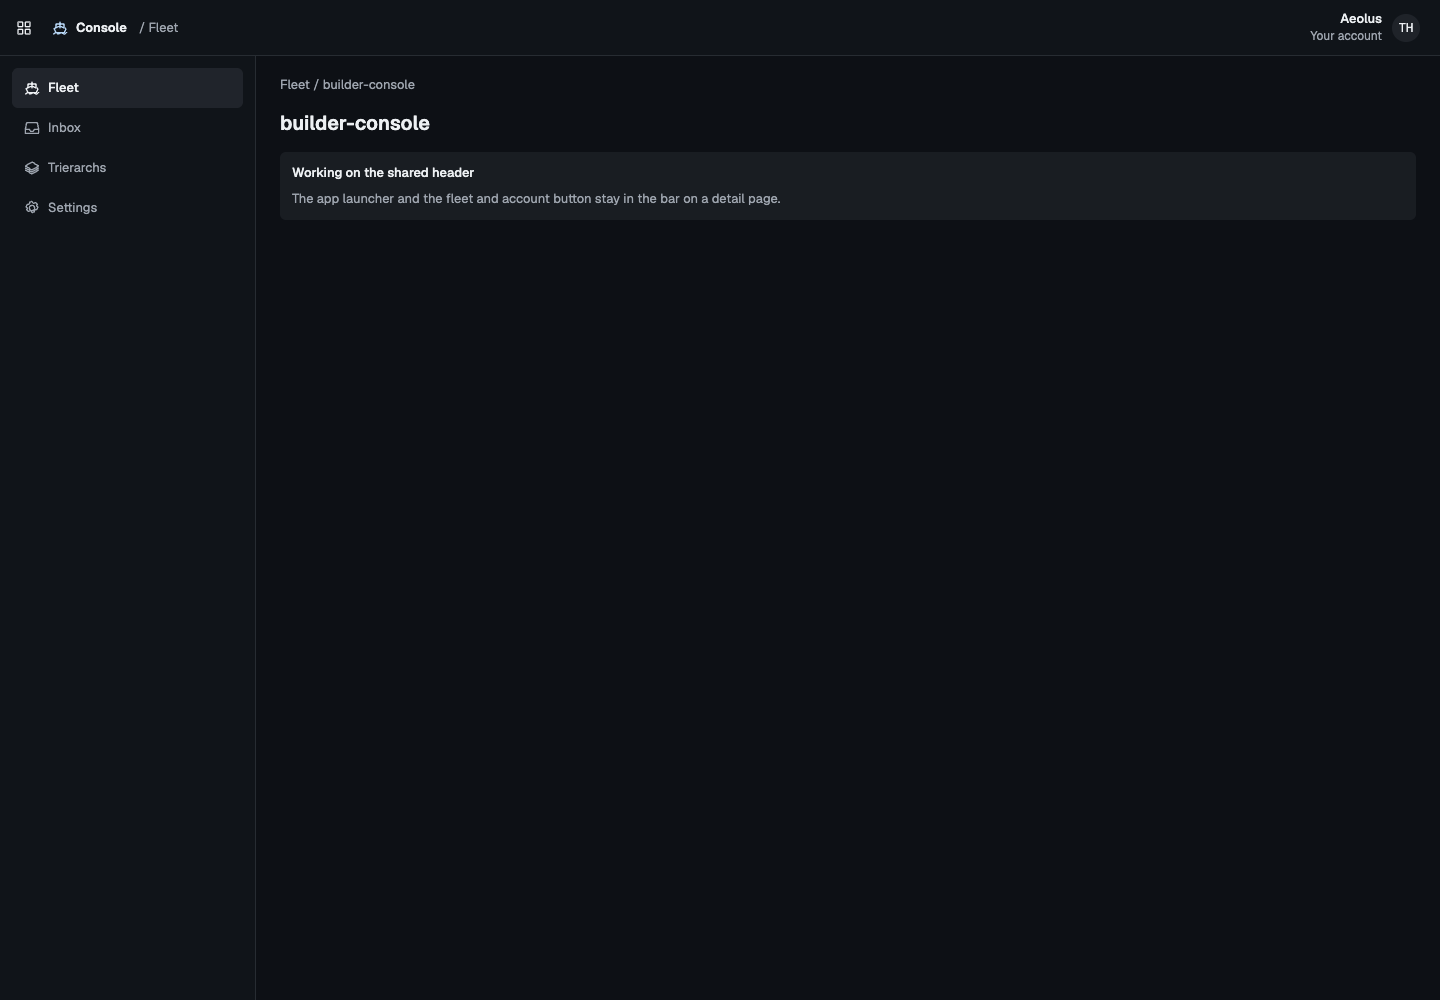 Console / Fleet
Aeolus
Your account
TH
Fleet
Inbox
Trierarchs
Settings
Fleet / builder-console
builder-console
Working on the shared header
The app launcher and the fleet and account button stay in the bar on a detail page.